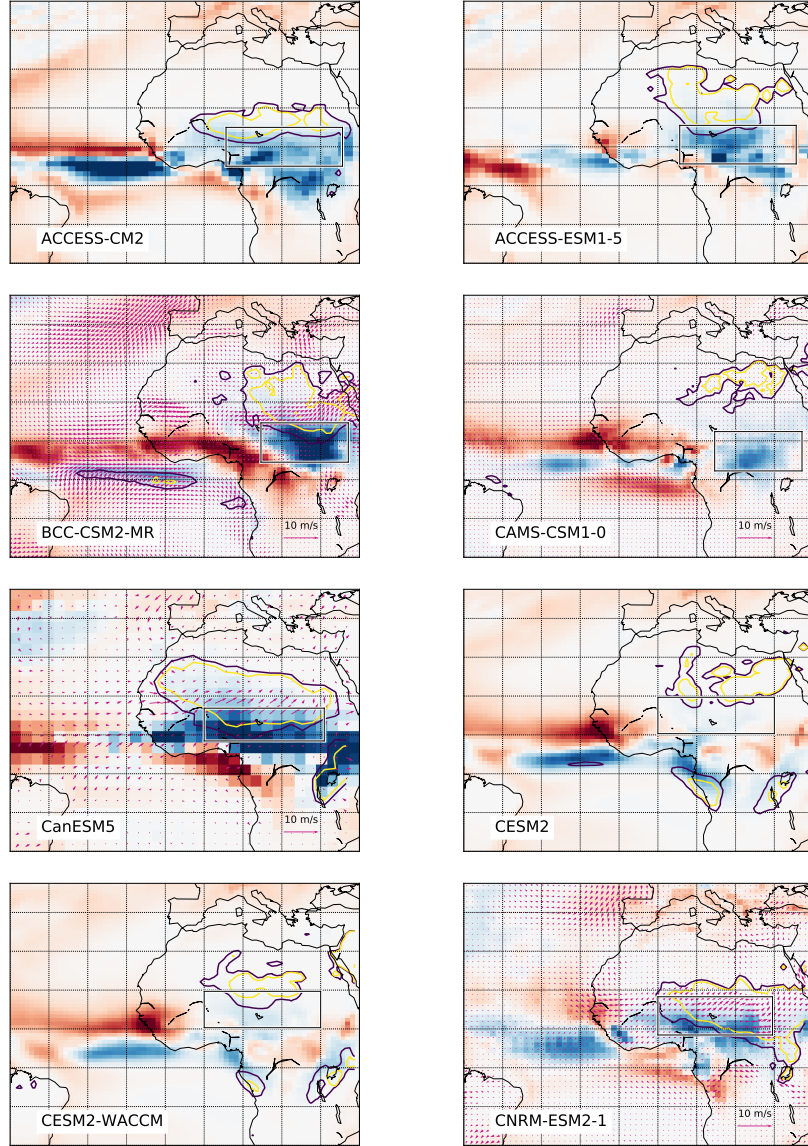 ACCESS-CM2
ACCESS-ESM1-5
10 m/s
BCC-CSM2-MR
10 m/s
CAMS-CSM1-0
10 m/s
CanESM5
CESM2
CESM2-WACCM
10 m/s
CNRM-ESM2-1